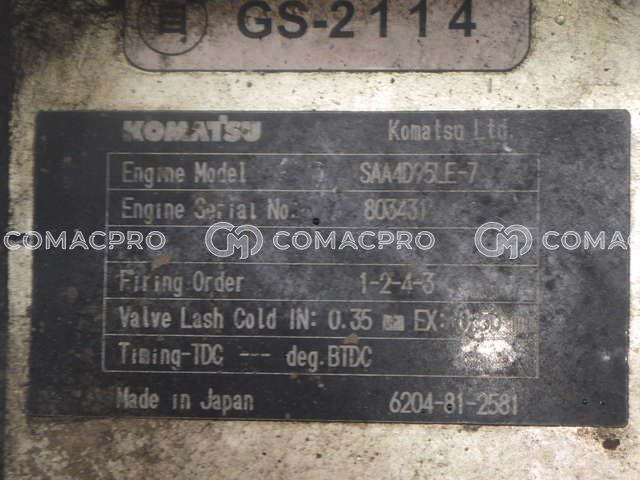 GS-2114
KOMATSU Komatsu Ltd.
Engine Model SAA4D95LE-7
Engine Serial No. 803431
COMACPRO COMACPRO COMACPRO
Firing Order 1-2-4-3
Valve Lash Cold IN: 0.35 mm EX:
Timing-TDC --- deg.BTDC
Made in Japan 6204-81-2581